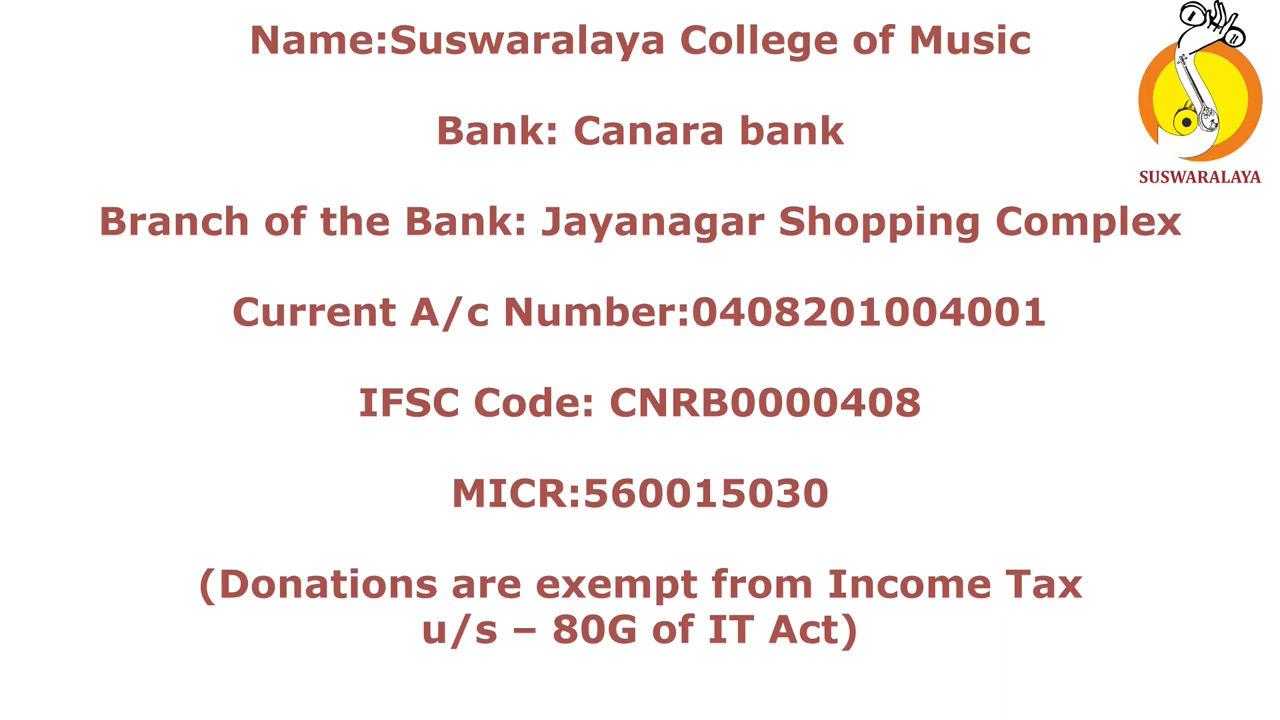 Name:Suswaralaya College of Music
Bank: Canara bank
SUSWARALAYA
Branch of the Bank: Jayanagar Shopping Complex
Current A/c Number:0408201004001
IFSC Code: CNRB0000408
MICR:560015030
(Donations are exempt from Income Tax
u/s – 80G of IT Act)